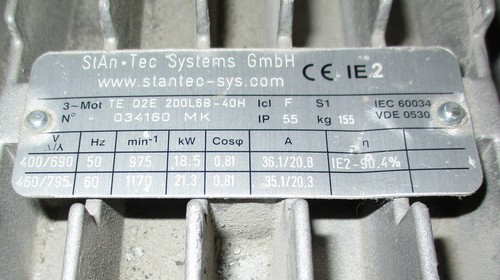 StAn•Tec Systems GmbH
www.stantec-sys.com
CE IE2
3~Mot TE 02E 200L6B-40H Icl F S1 IEC 60034
N° 034160 MK IP 55 kg 155 VDE 0530
V Δ/Y Hz min⁻¹ kW Cosφ A η
400/690 50 975 18.5 0.81 36.1/20.8 IE2-90.4%
460/795 60 1170 21.3 0.81 35.1/20.3